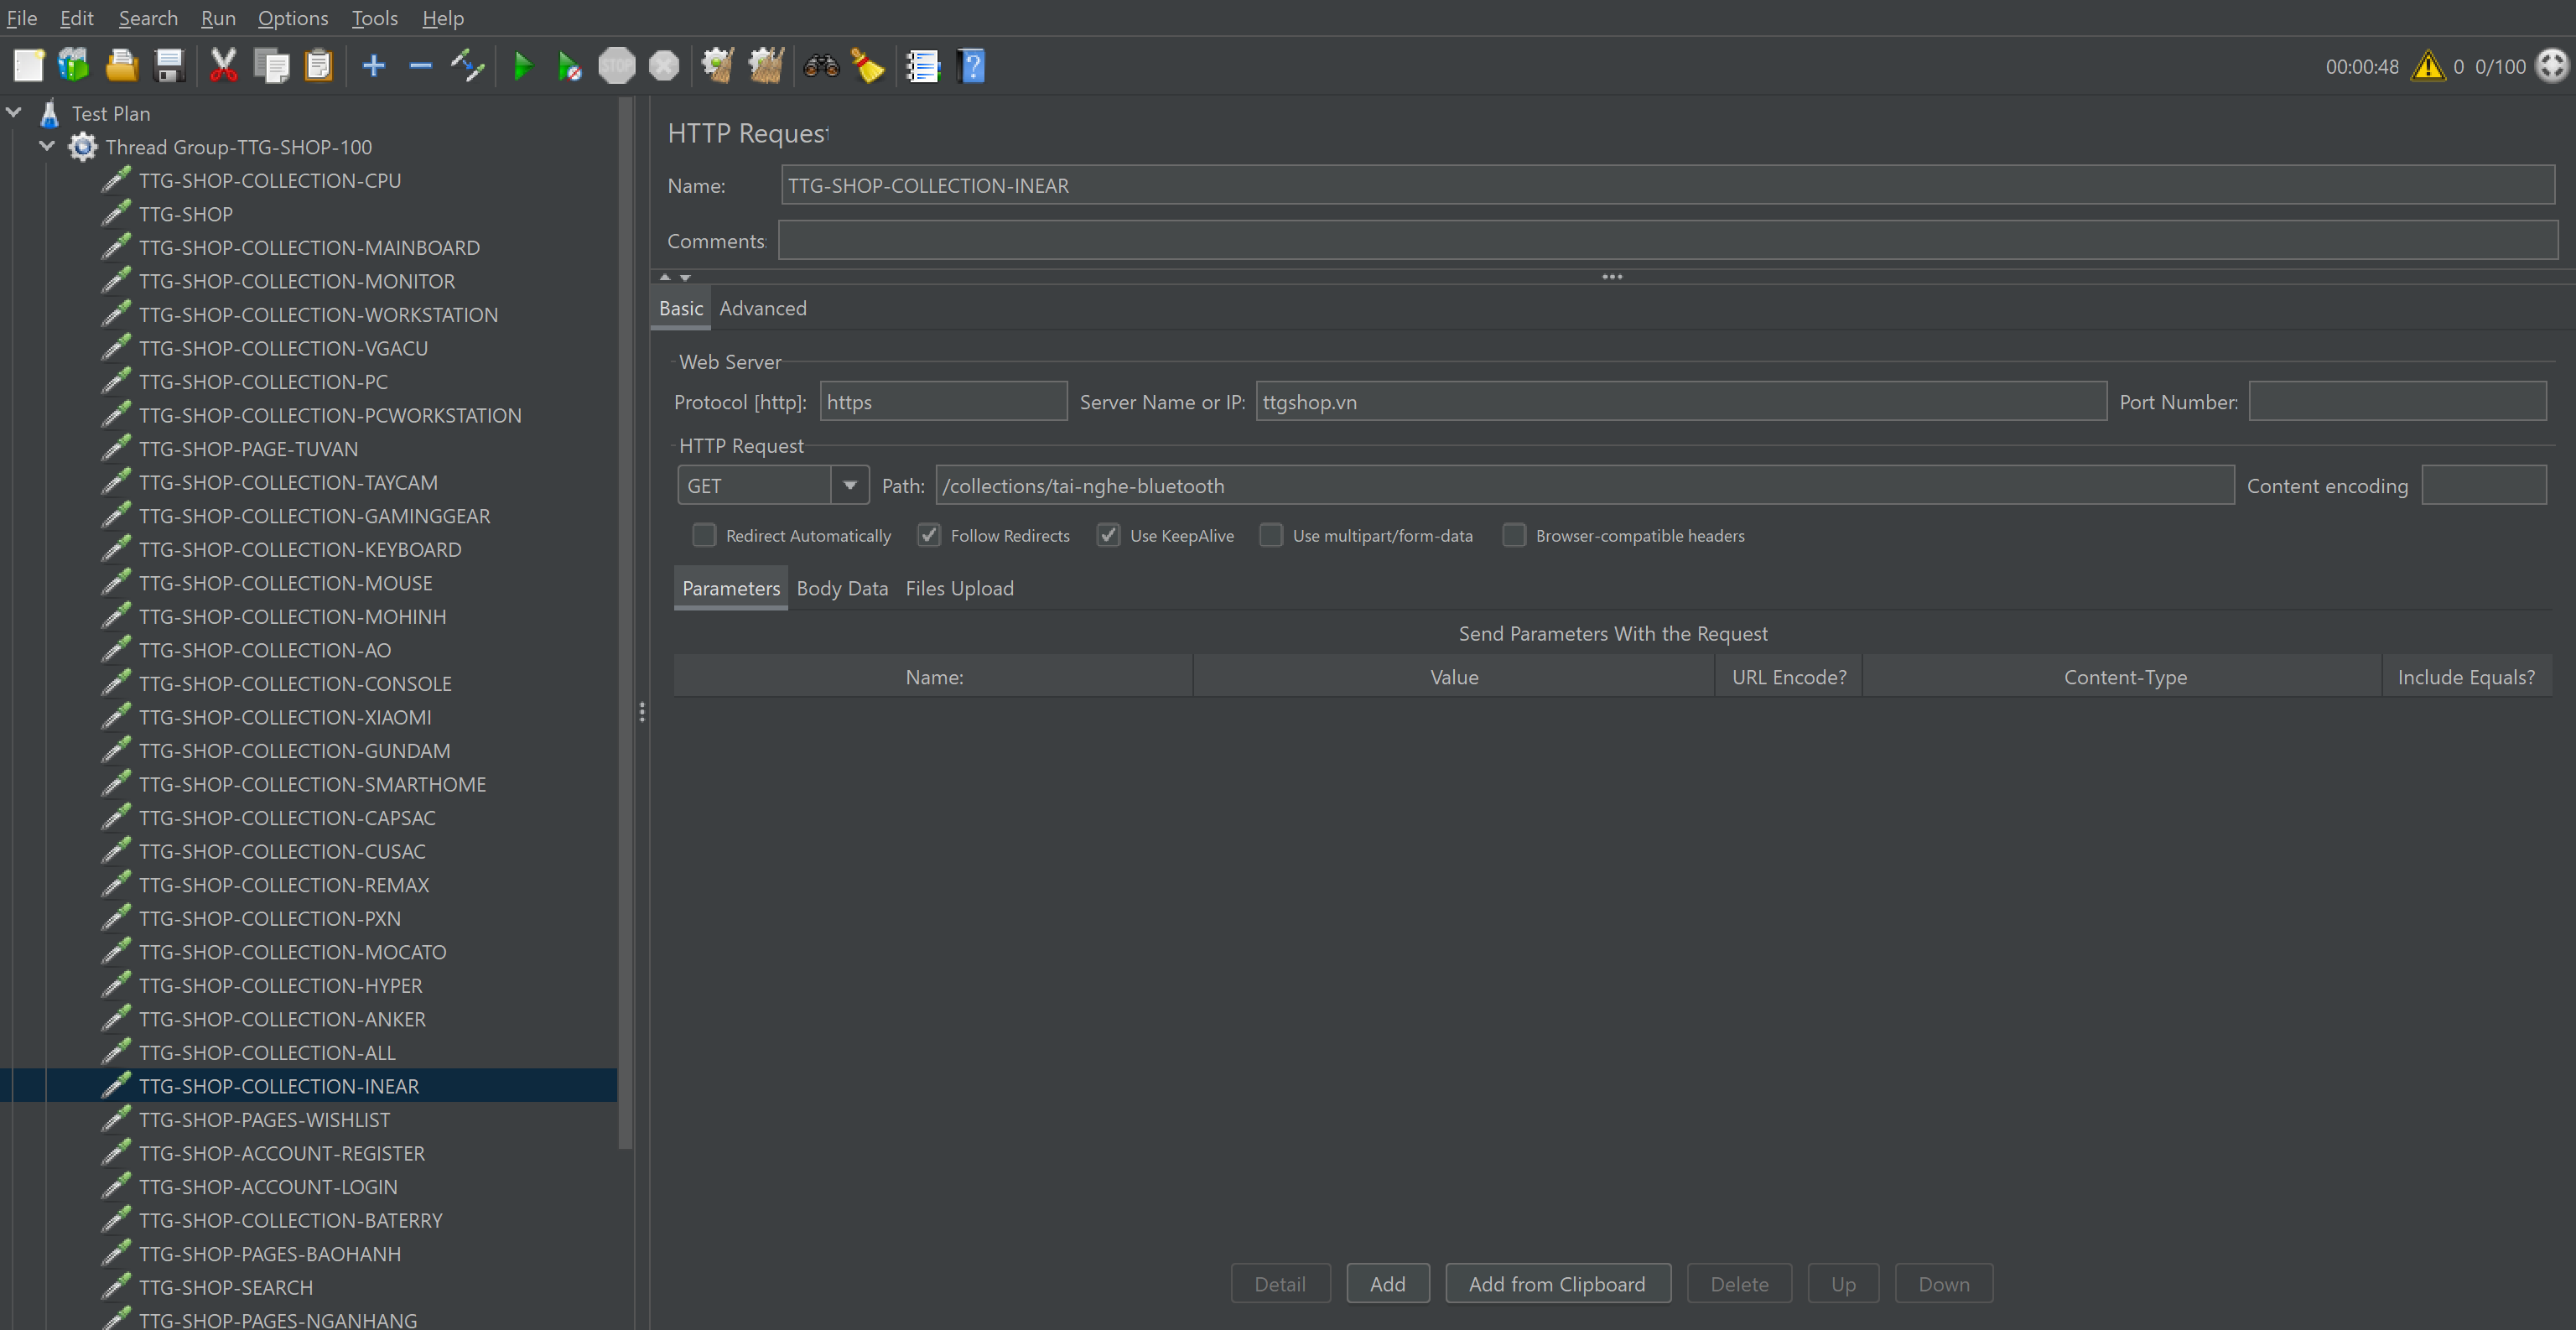 File Edit Search Run Options Tools Help
STOP
00:00:48 0 0/100
Test Plan
Thread Group-TTG-SHOP-100
TTG-SHOP-COLLECTION-CPU
TTG-SHOP
TTG-SHOP-COLLECTION-MAINBOARD
TTG-SHOP-COLLECTION-MONITOR
TTG-SHOP-COLLECTION-WORKSTATION
TTG-SHOP-COLLECTION-VGACU
TTG-SHOP-COLLECTION-PC
TTG-SHOP-COLLECTION-PCWORKSTATION
TTG-SHOP-PAGE-TUVAN
TTG-SHOP-COLLECTION-TAYCAM
TTG-SHOP-COLLECTION-GAMINGGEAR
TTG-SHOP-COLLECTION-KEYBOARD
TTG-SHOP-COLLECTION-MOUSE
TTG-SHOP-COLLECTION-MOHINH
TTG-SHOP-COLLECTION-AO
TTG-SHOP-COLLECTION-CONSOLE
TTG-SHOP-COLLECTION-XIAOMI
TTG-SHOP-COLLECTION-GUNDAM
TTG-SHOP-COLLECTION-SMARTHOME
TTG-SHOP-COLLECTION-CAPSAC
TTG-SHOP-COLLECTION-CUSAC
TTG-SHOP-COLLECTION-REMAX
TTG-SHOP-COLLECTION-PXN
TTG-SHOP-COLLECTION-MOCATO
TTG-SHOP-COLLECTION-HYPER
TTG-SHOP-COLLECTION-ANKER
TTG-SHOP-COLLECTION-ALL
TTG-SHOP-COLLECTION-INEAR
TTG-SHOP-PAGES-WISHLIST
TTG-SHOP-ACCOUNT-REGISTER
TTG-SHOP-ACCOUNT-LOGIN
TTG-SHOP-COLLECTION-BATERRY
TTG-SHOP-PAGES-BAOHANH
TTG-SHOP-SEARCH
TTG-SHOP-PAGES-NGANHANG
HTTP Request
Name: TTG-SHOP-COLLECTION-INEAR
Comments:
Basic Advanced
Web Server
Protocol [http]: https Server Name or IP: ttgshop.vn Port Number:
HTTP Request
GET Path: /collections/tai-nghe-bluetooth Content encoding
Redirect Automatically Follow Redirects Use KeepAlive Use multipart/form-data Browser-compatible headers
Parameters Body Data Files Upload
Send Parameters With the Request
Name: Value URL Encode? Content-Type Include Equals?
Detail Add Add from Clipboard Delete Up Down